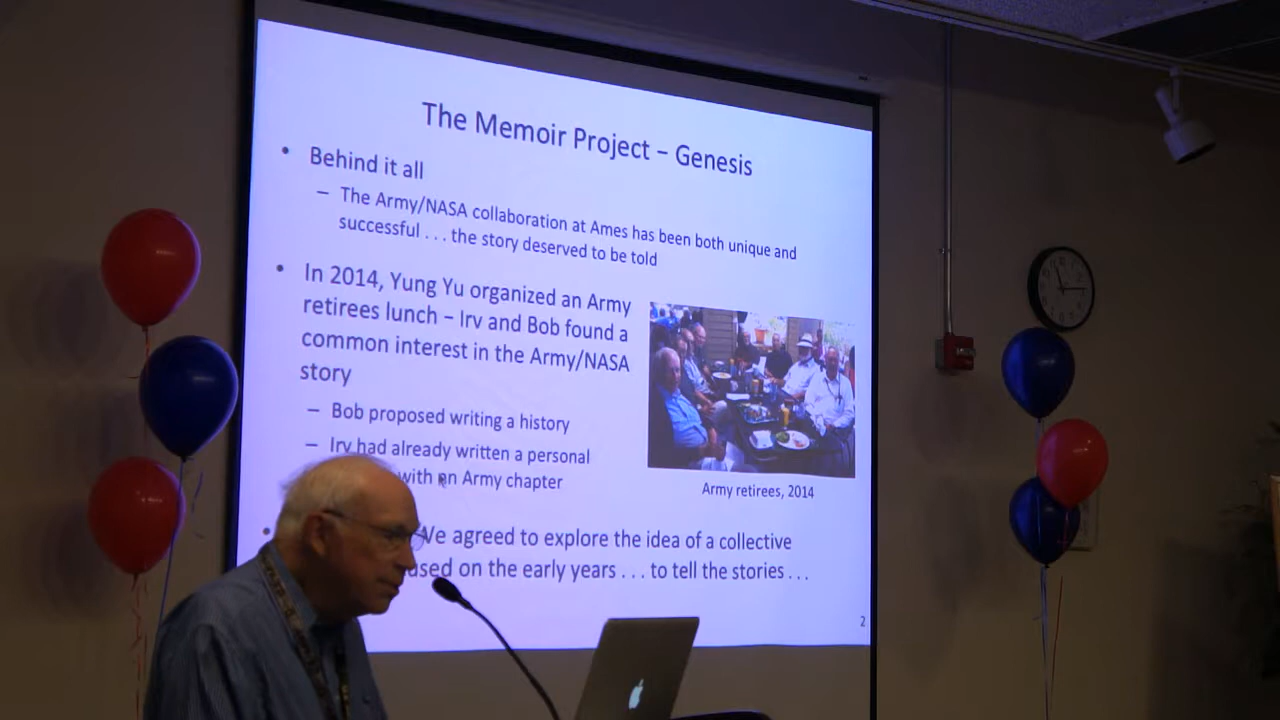 The Memoir Project – Genesis
• Behind it all
– The Army/NASA collaboration at Ames has been both unique and
successful . . . the story deserved to be told
• In 2014, Yung Yu organized an Army
retirees lunch – Irv and Bob found a
common interest in the Army/NASA
story
– Bob proposed writing a history
– Irv had already written a personal
with an Army chapter
Army retirees, 2014
We agreed to explore the idea of a collective
on the early years . . . to tell the stories . . .
2